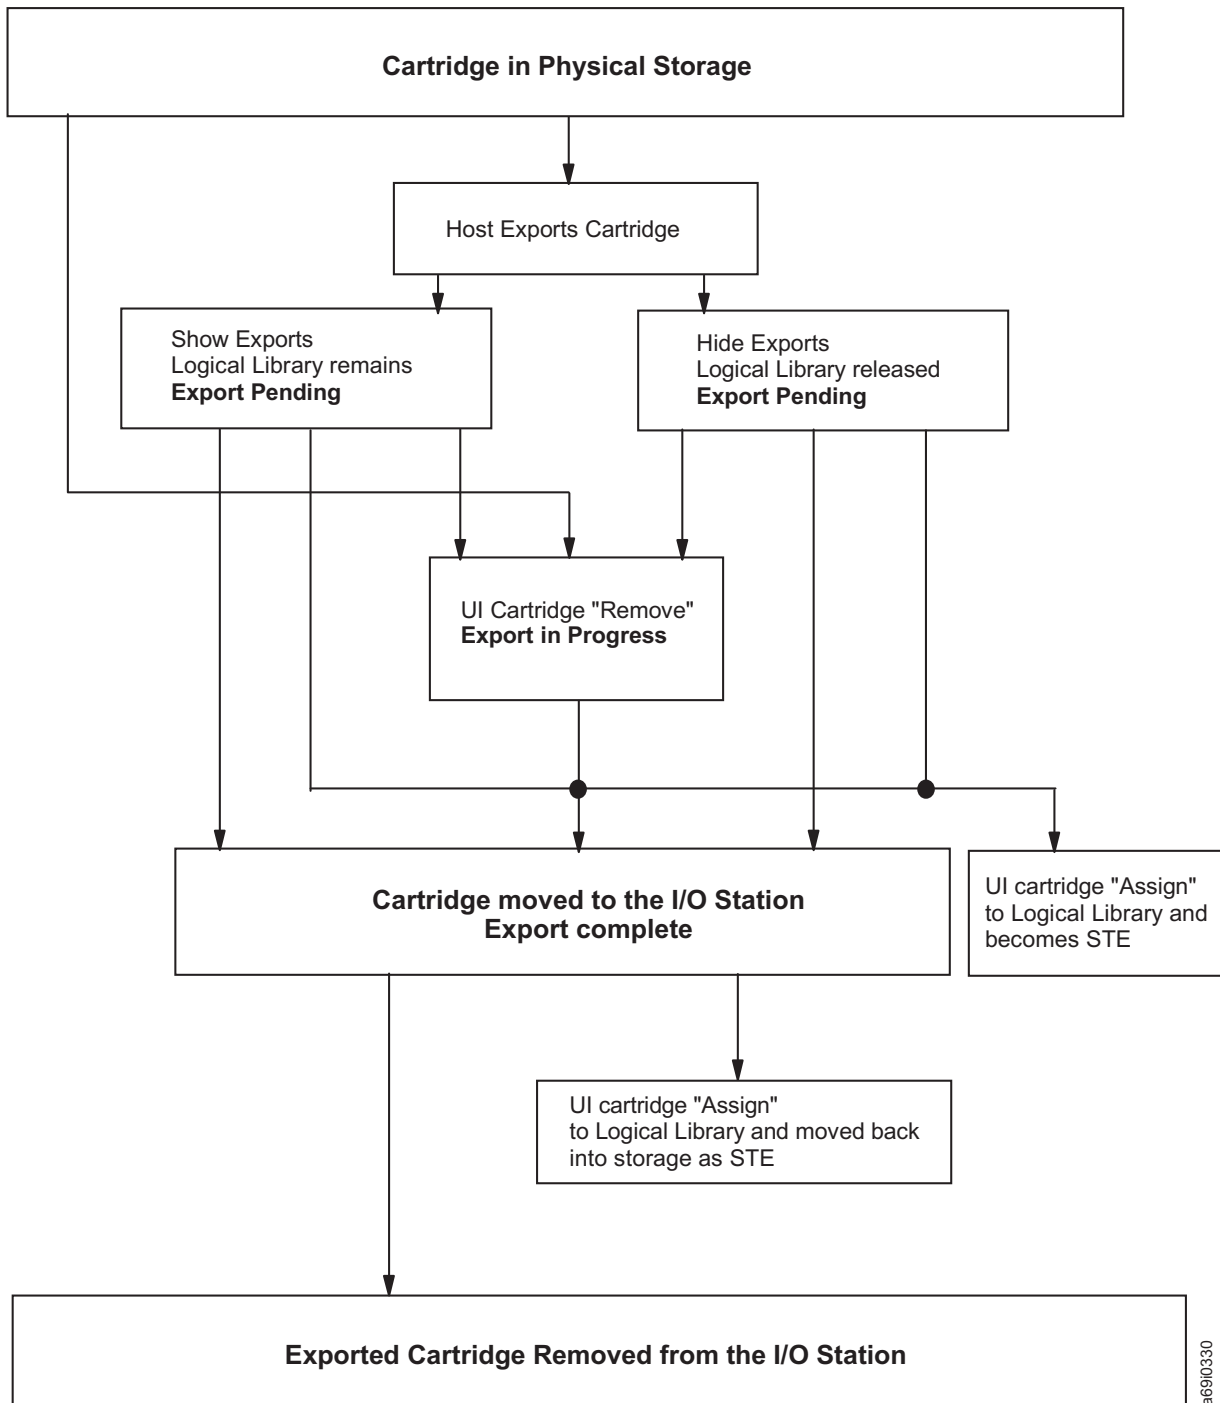 Cartridge in Physical Storage
Host Exports Cartridge
Show Exports
Logical Library remains
Export Pending
Hide Exports
Logical Library released
Export Pending
UI Cartridge "Remove"
Export in Progress
Cartridge moved to the I/O Station
Export complete
UI cartridge "Assign"
to Logical Library and
becomes STE
UI cartridge "Assign"
to Logical Library and moved back
into storage as STE
Exported Cartridge Removed from the I/O Station
a69i0330